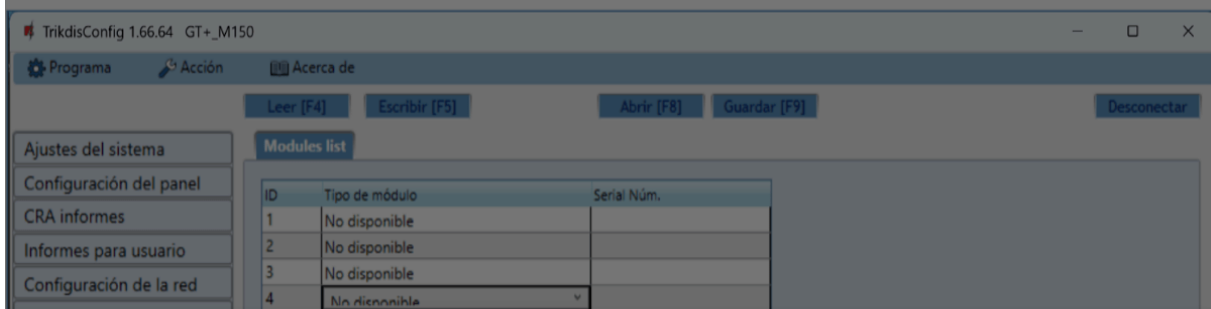 TrikdisConfig 1.66.64 GT+_M150
Programa Acción Acerca de
Leer [F4] Escribir [F5] Abrir [F8] Guardar [F9] Desconectar
Ajustes del sistema
Modules list
Configuración del panel
ID Tipo de módulo Serial Núm.
CRA informes
1 No disponible
Informes para usuario
2 No disponible
Configuración de la red
3 No disponible
4 No disponible